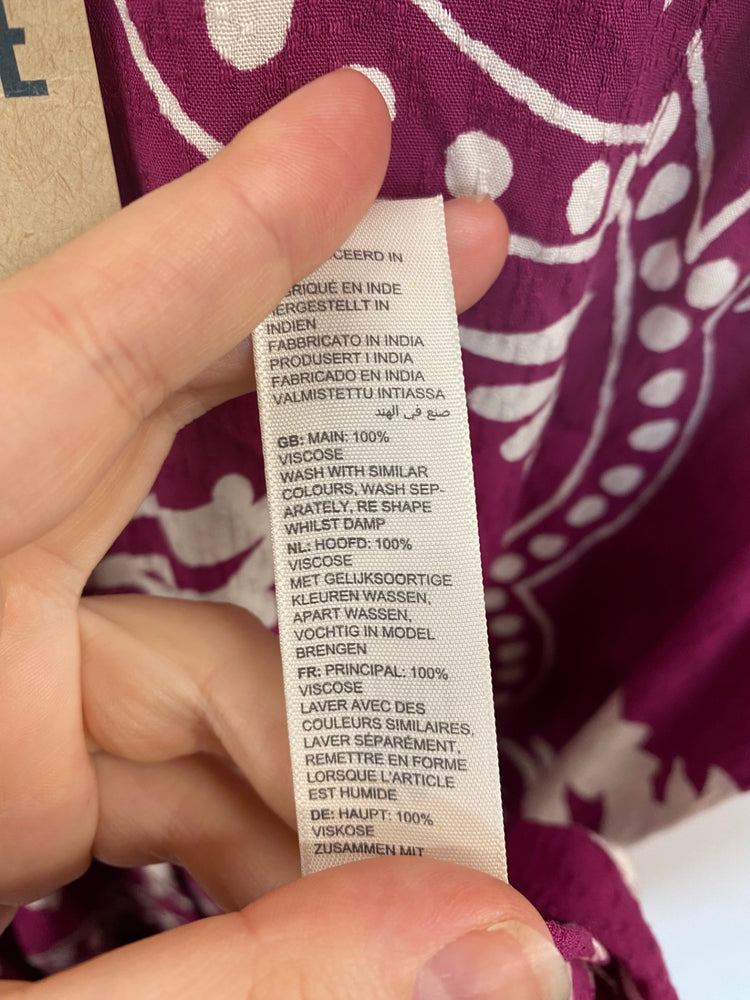 IN
EN INDE
HERGESTELLT IN
INDIEN
FABBRICATO IN INDIA
PRODUSERT I INDIA
FABRICADO EN INDIA
VALMISTETTU INTIASSA
صنع في الهند
GB: MAIN: 100%
VISCOSE
WASH WITH SIMILAR
COLOURS, WASH SEP-
ARATELY, RE SHAPE
WHILST DAMP
NL: HOOFD: 100%
VISCOSE
MET GELIJKSOORTIGE
KLEUREN WASSEN,
APART WASSEN,
VOCHTIG IN MODEL
BRENGEN
FR: PRINCIPAL: 100%
VISCOSE
LAVER AVEC DES
COULEURS SIMILAIRES,
LAVER SÉPARÉMENT,
REMETTRE EN FORME
LORSQUE L'ARTICLE
EST HUMIDE
DE: HAUPT: 100%
VISKOSE
ZUSAMMEN MIT